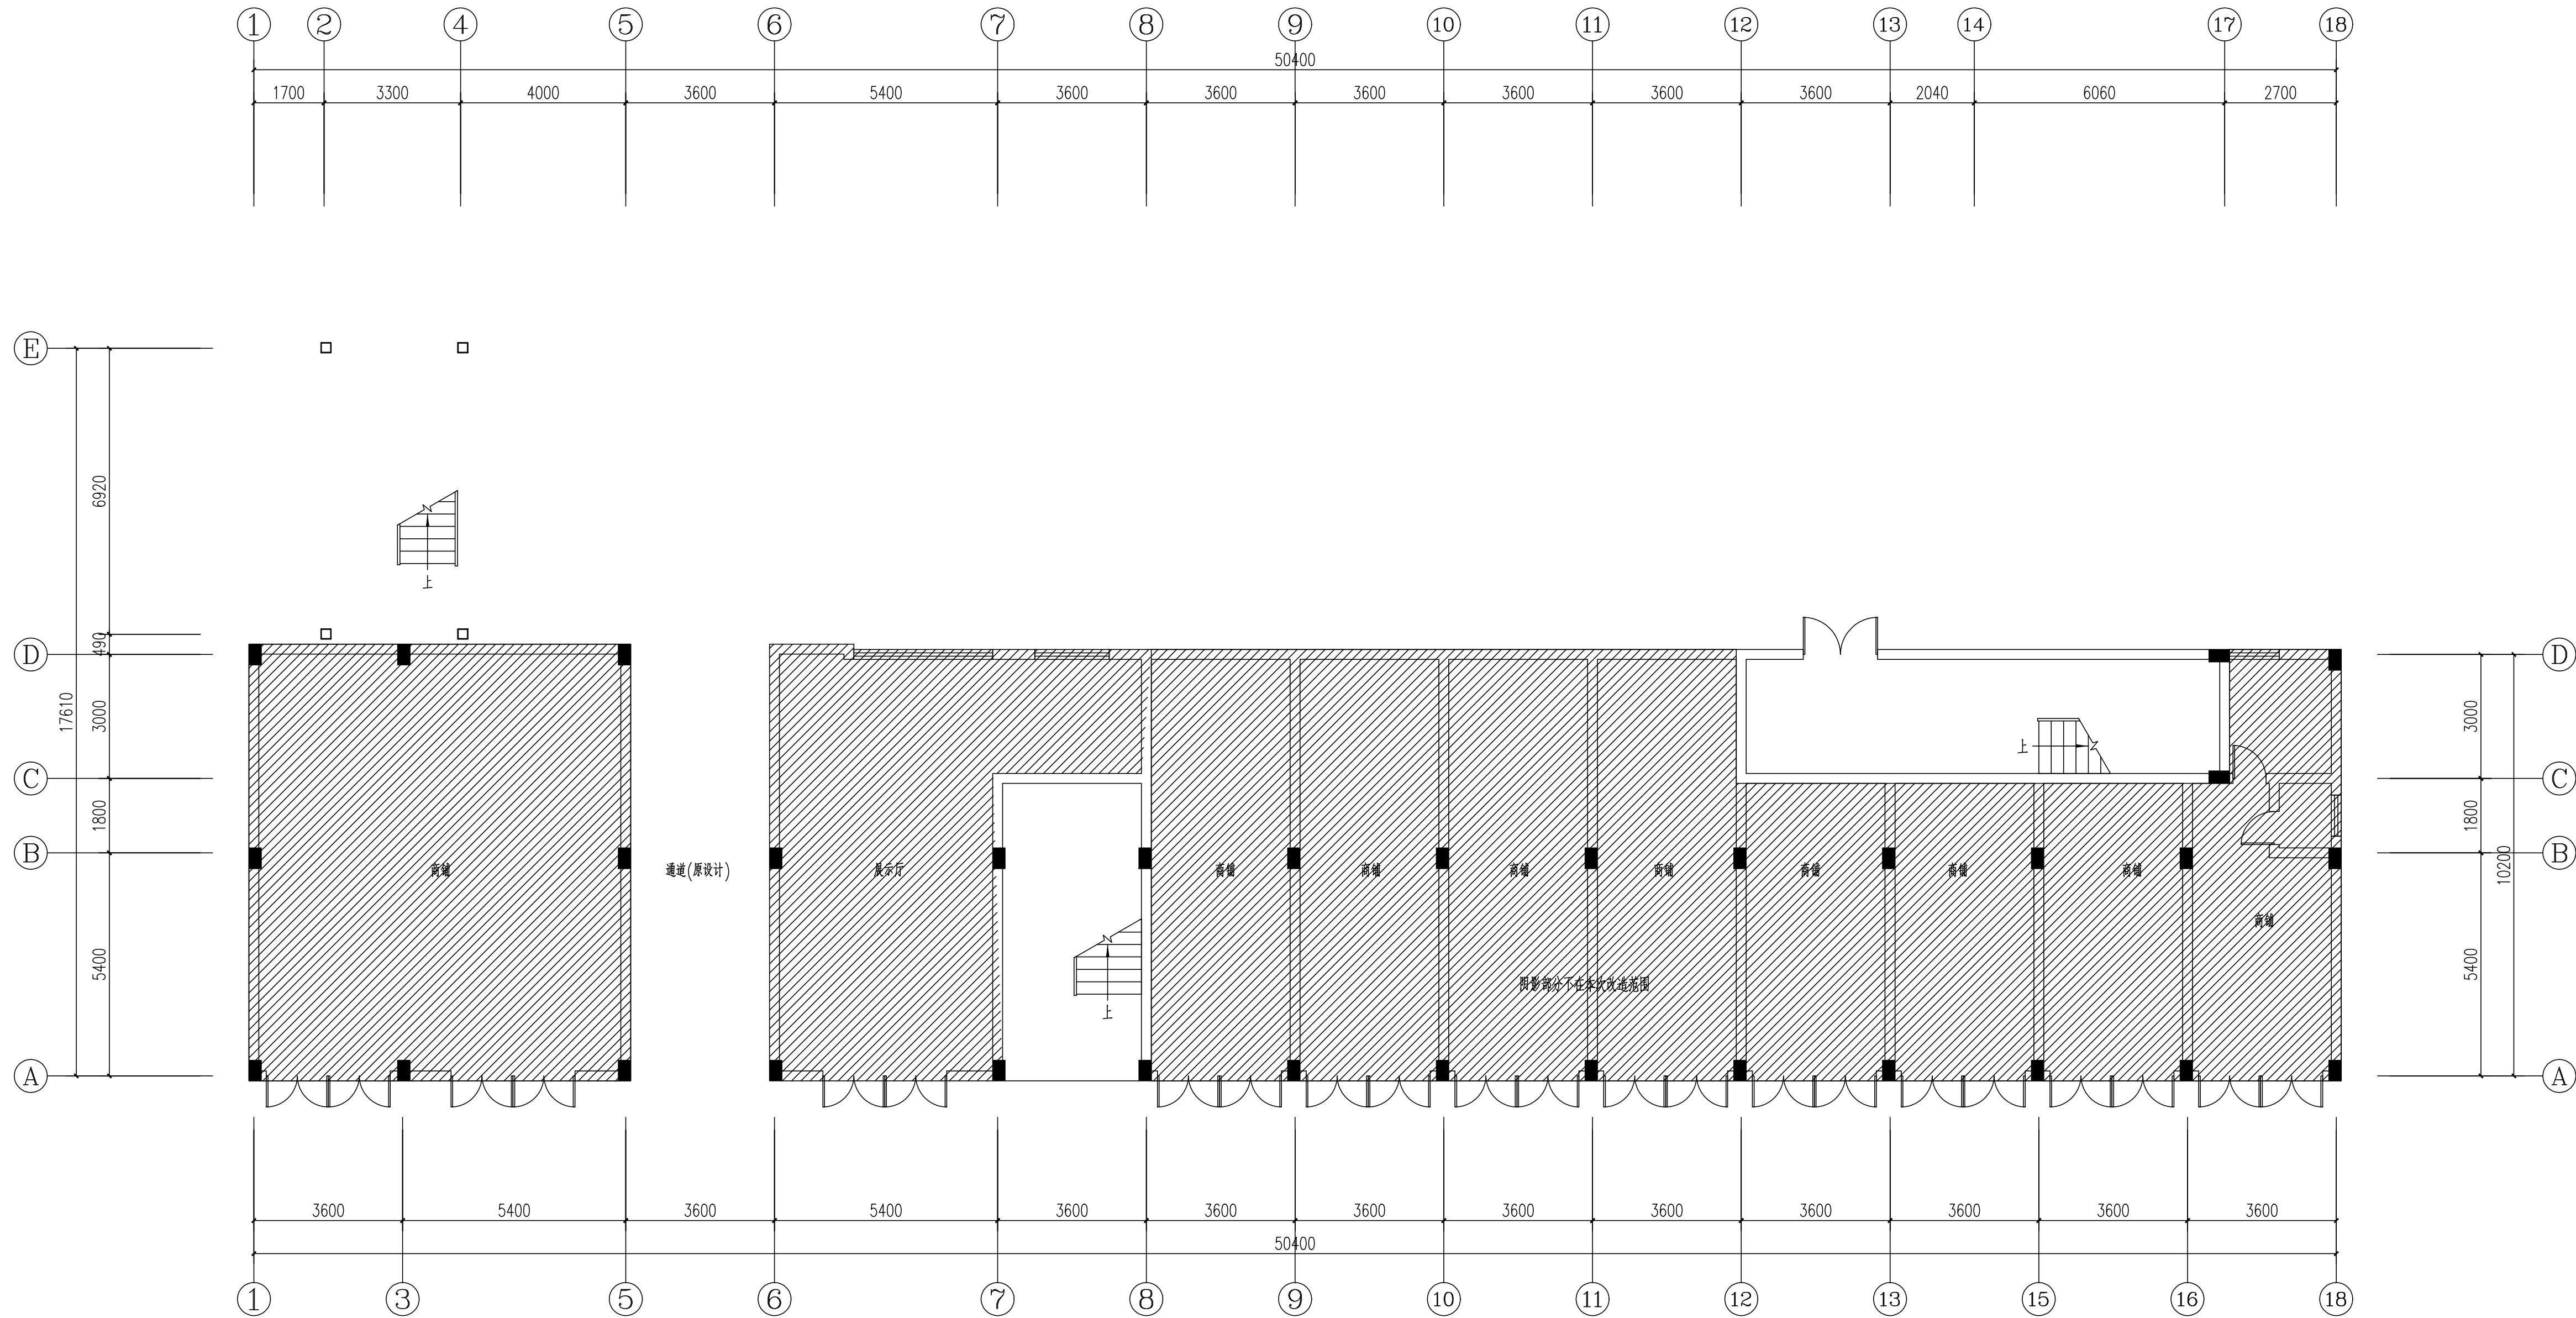 1 2 4 5 6 7 8 9 10 11 12 13 14 17 18
50400
1700 3300 4000 3600 5400 3600 3600 3600 3600 3600 3600 2040 6060 2700
E
6920
上
490
D D
17610
3000 3000
上
C C
1800 1800
B B
10200
商铺 通道(原设计) 展示厅 商铺 商铺 商铺 商铺 商铺 商铺 商铺
商铺
5400 5400
阴影部分不在本次改造范围
上
A A
3600 5400 3600 5400 3600 3600 3600 3600 3600 3600 3600 3600 3600
50400
1 3 5 6 7 8 9 10 11 12 13 15 16 18